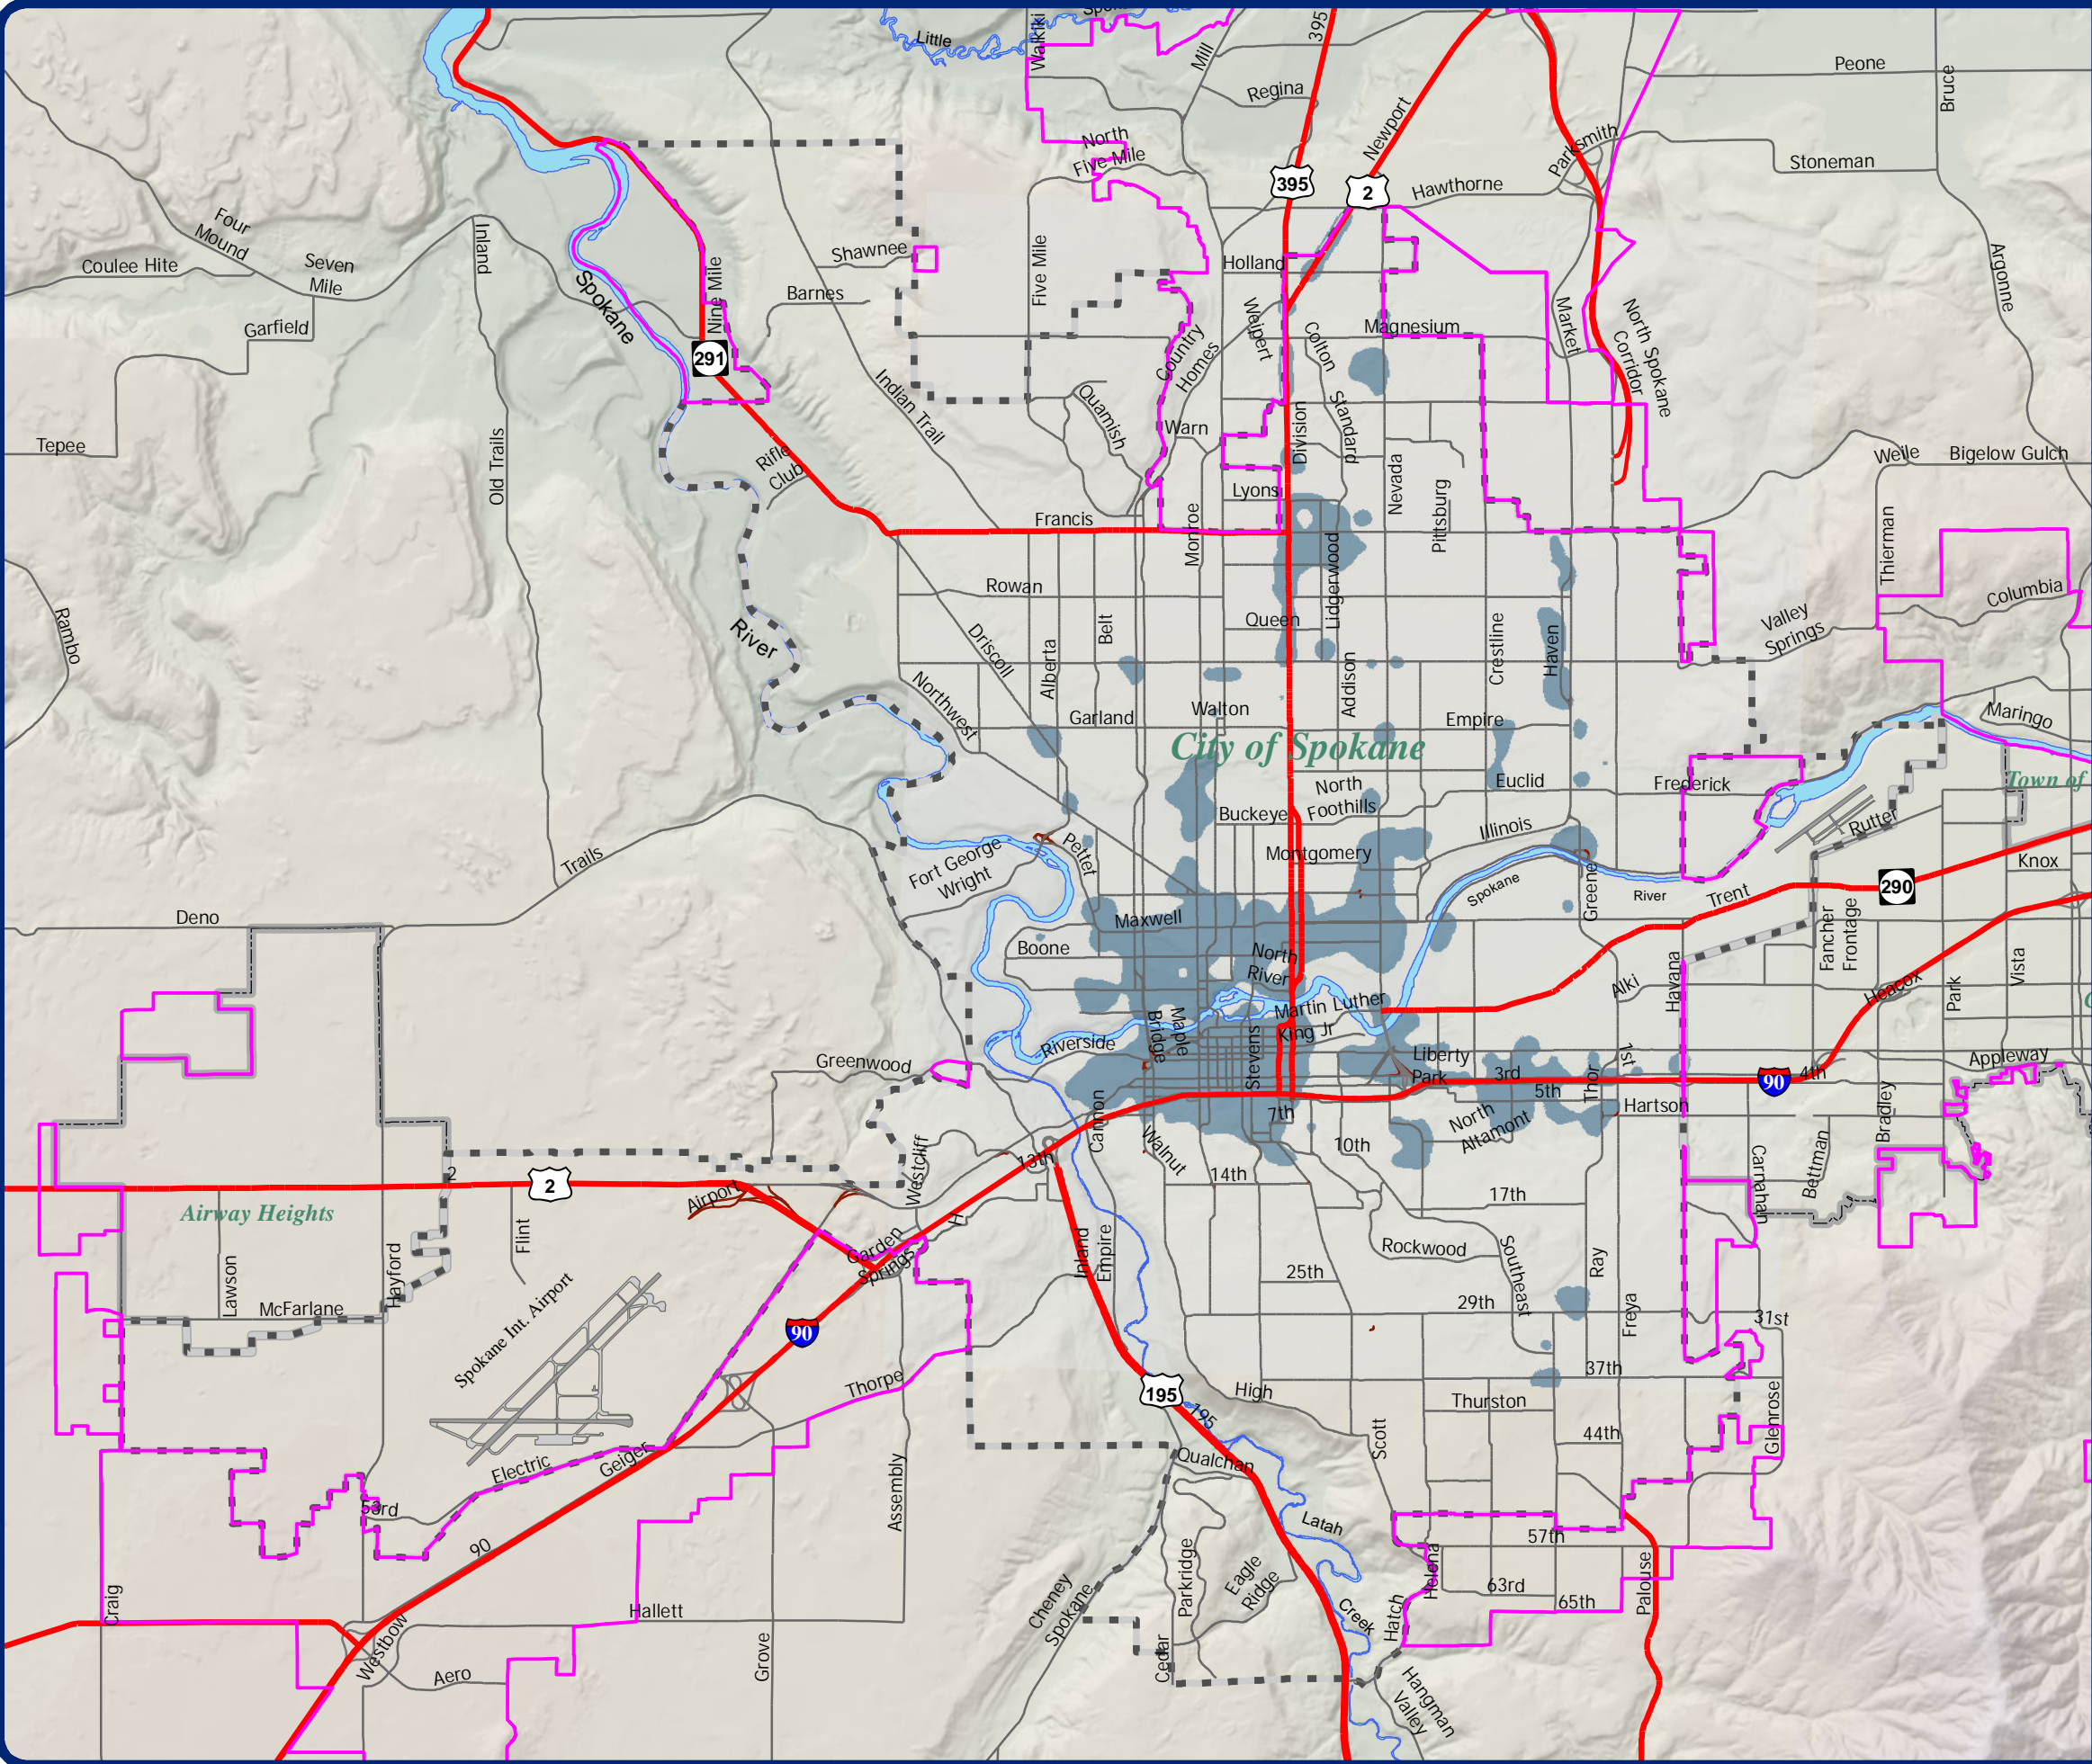 Little
Spok
Waikiki
Mill
395
Regina
Newport
Peone
Bruce
North
Five Mile
Parksmith
Stoneman
395
2
Hawthorne
Four
Mound
Coulee Hite
Seven
Mile
Inland
Shawnee
Five Mile
Holland
Argonne
Spokane
Nine Mile
Barnes
Garfield
291
Weipert
Country
Homes
Colton
Magnesium
Market
North Spokane
Corridor
Indian Trail
Quamish
Warn
Division
Standard
Tepee
Old Trails
Rifle
Club
Nevada
Lyons
Pittsburg
Weile
Bigelow Gulch
Francis
Monroe
Thierman
Lidgerwood
Rowan
Columbia
Rambo
River
Driscoll
Alberta
Belt
Queen
Addison
Crestline
Haven
Valley
Springs
Northwest
Garland
Walton
Empire
Maringo
City of Spokane
Town of
North
Foothills
Euclid
Frederick
Buckeye
Rutter
Illinois
Montgomery
Knox
Pettet
Fort George
Wright
Trails
Spokane
River
Greene
Trent
290
Deno
Maxwell
Boone
North
River
Fancher
Frontage
Vista
Havana
Alki
Heacox
Park
Martin Luther
King Jr
Maple
Bridge
Stevens
Riverside
Greenwood
Liberty
Park
1st
Appleway
3rd
5th
Thor
90
4th
Hartson
Bradley
Cannon
7th
North
Altamont
10th
Walnut
13th
14th
17th
Westcliff
Carnahan
Bettman
2
2
Airport
Airway Heights
Flint
Hayford
Lawson
McFarlane
Garden
Springs
H
Inland
Empire
Rockwood
Southeast
Ray
25th
29th
Freya
31st
Spokane Int. Airport
90
37th
Thorpe
195
195
High
Thurston
Glenrose
Scott
44th
Qualchan
Electric
Geiger
Assembly
53rd
90
Latah
57th
Craig
Hallett
Westbow
Aero
Grove
Cheney
Spokane
Parkridge
Eagle
Ridge
Cedar
Creek
Hatch
Helena
63rd
65th
Palouse
Hangman
Valley